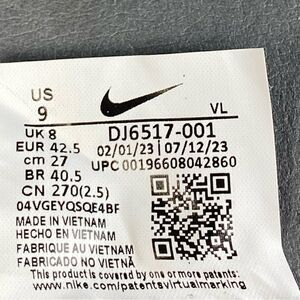 US
9
VL
UK 8
DJ6517-001
EUR 42.5
02/01/23 07/12/23
cm 27
UPC 00196608042860
BR 40.5
CN 270(2.5)
04VGEYQSQE4BF
MADE IN VIETNAM
HECHO EN VIETNAM
FABRIQUE AU VIETNAM
FABRICADO NO VIETNÃ
This product is covered by one or more patents.
www.nike.com/patentsvirtualmarking